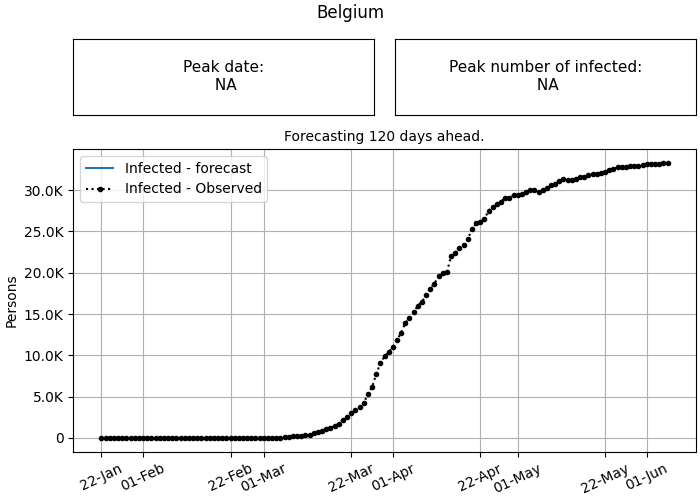 Belgium
Peak date:
NA
Peak number of infected:
NA
Forecasting 120 days ahead.
Infected - forecast
Infected - Observed
Persons
30.0K
25.0K
20.0K
15.0K
10.0K
5.0K
0
22-Jan
01-Feb
22-Feb
01-Mar
22-Mar
01-Apr
22-Apr
01-May
22-May
01-Jun